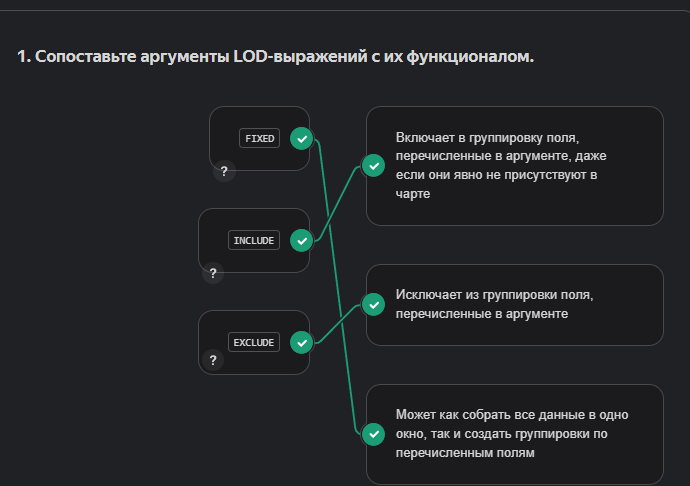 1. Сопоставьте аргументы LOD-выражений с их функционалом.
FIXED
?
INCLUDE
?
EXCLUDE
?
Включает в группировку поля,
перечисленные в аргументе, даже
если они явно не присутствуют в
чарте
Исключает из группировки поля,
перечисленные в аргументе
Может как собрать все данные в одно
окно, так и создать группировки по
перечисленным полям